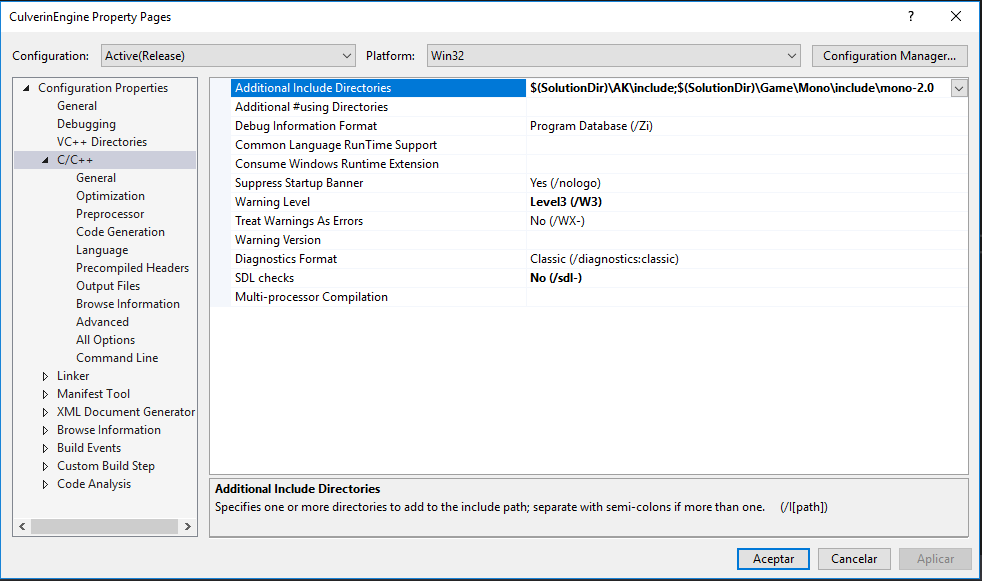 CulverinEngine Property Pages
?
Configuration: Active(Release) Platform: Win32 Configuration Manager...
Configuration Properties
General
Debugging
VC++ Directories
C/C++
General
Optimization
Preprocessor
Code Generation
Language
Precompiled Headers
Output Files
Browse Information
Advanced
All Options
Command Line
Linker
Manifest Tool
XML Document Generator
Browse Information
Build Events
Custom Build Step
Code Analysis
Additional Include Directories $(SolutionDir)\AK\include;$(SolutionDir)\Game\Mono\include\mono-2.0
Additional #using Directories
Debug Information Format Program Database (/Zi)
Common Language RunTime Support
Consume Windows Runtime Extension
Suppress Startup Banner Yes (/nologo)
Warning Level Level3 (/W3)
Treat Warnings As Errors No (/WX-)
Warning Version
Diagnostics Format Classic (/diagnostics:classic)
SDL checks No (/sdl-)
Multi-processor Compilation
Additional Include Directories
Specifies one or more directories to add to the include path; separate with semi-colons if more than one. (/I[path])
Aceptar Cancelar Aplicar